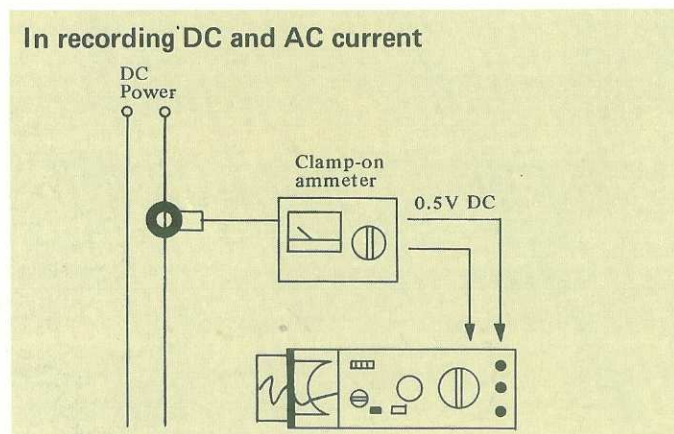 In recording DC and AC current
DC
Power
Clamp-on
ammeter
0.5V DC